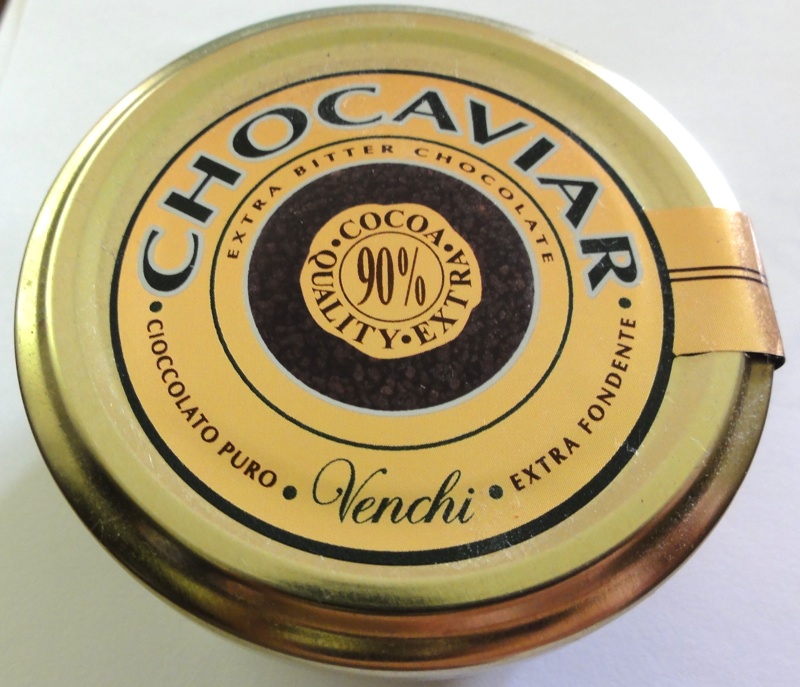 CHOCAVIAR
EXTRA BITTER CHOCOLATE
•COCOA•
90%
QUALITY•EXTRA
•CIOCCOLATO PURO • Venchi • EXTRA FONDENTE•